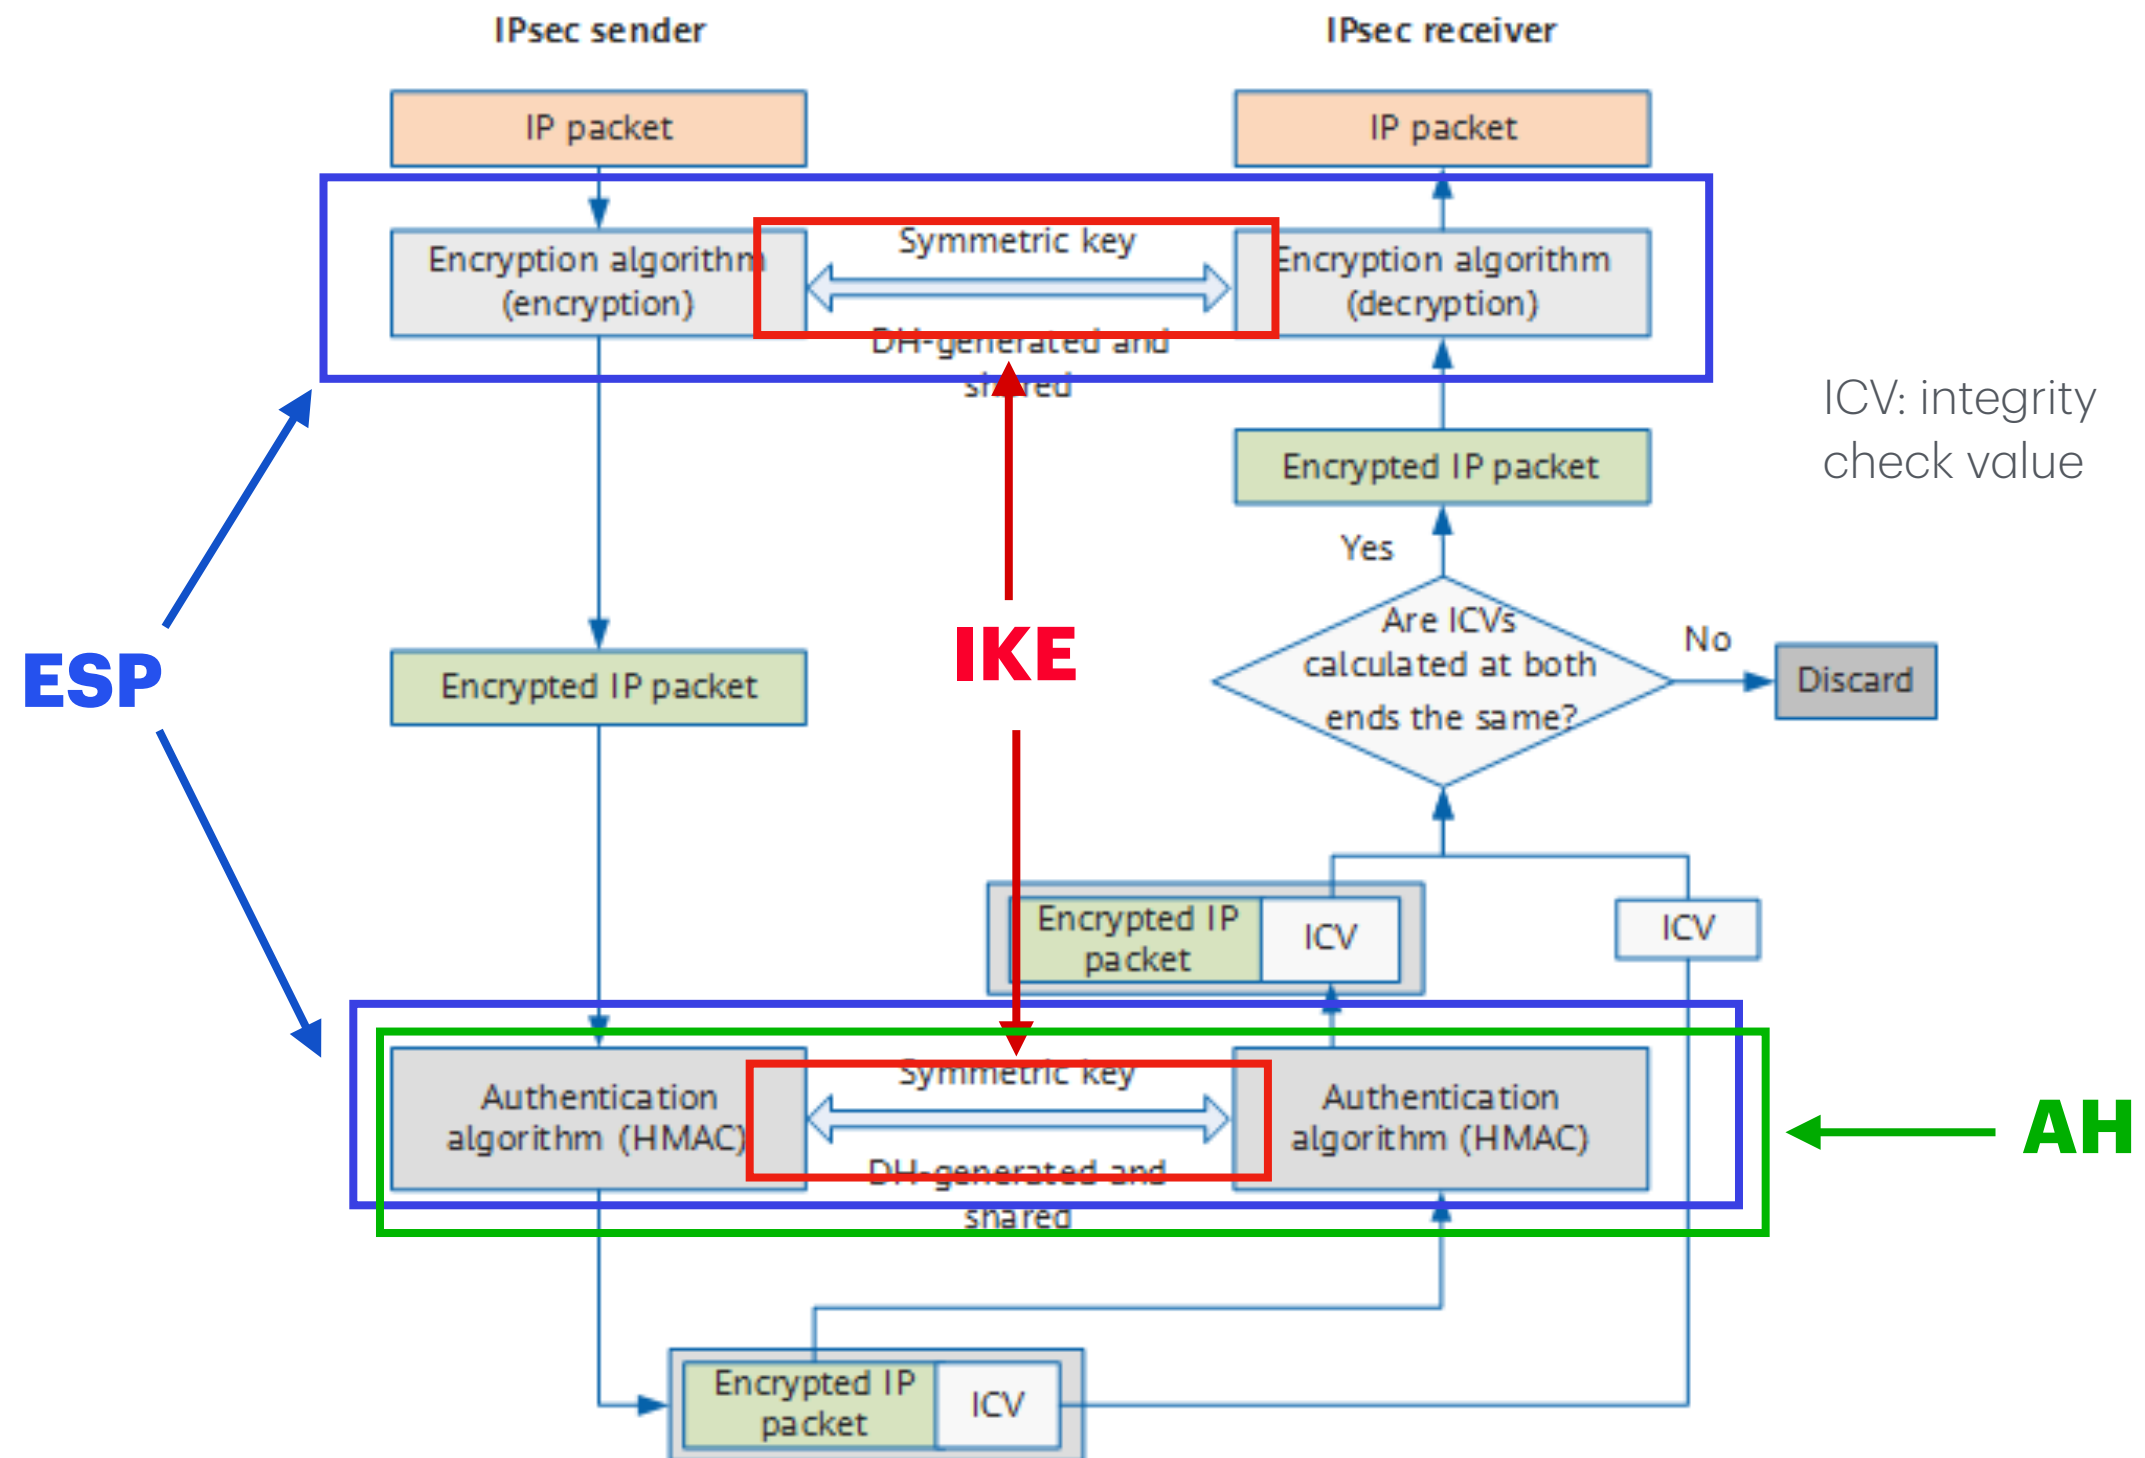 IPsec sender
IPsec receiver
IP packet
IP packet
Encryption algorithm
(encryption)
Symmetric key
DH-generated and
shared
Encryption algorithm
(decryption)
ICV: integrity
check value
Encrypted IP packet
Yes
Are ICVs
calculated at both
ends the same?
No
Discard
ESP
IKE
Encrypted IP packet
Encrypted IP
packet
ICV
ICV
Authentication
algorithm (HMAC)
Symmetric key
DH-generated and
shared
Authentication
algorithm (HMAC)
AH
Encrypted IP
packet
ICV